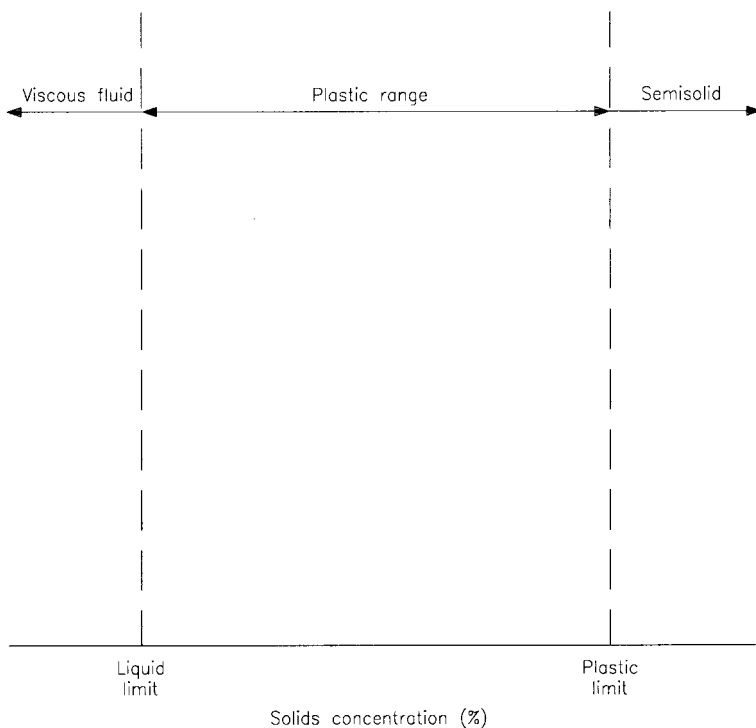 Viscous fluid
Plastic range
Semisolid
Liquid
limit
Plastic
limit
Solids concentration (%)